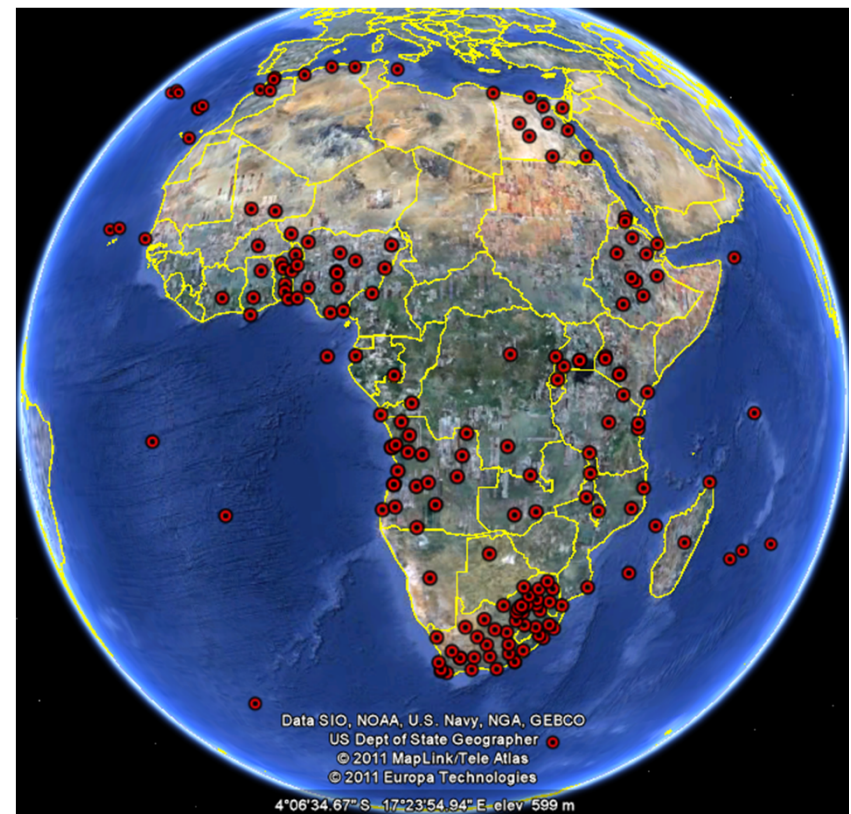 Data SIO, NOAA, U.S. Navy, NGA, GEBCO
US Dept of State Geographer
© 2011 MapLink/Tele Atlas
© 2011 Europa Technologies
4°06'34.67" S 17°23'54.94" E elev 599 m